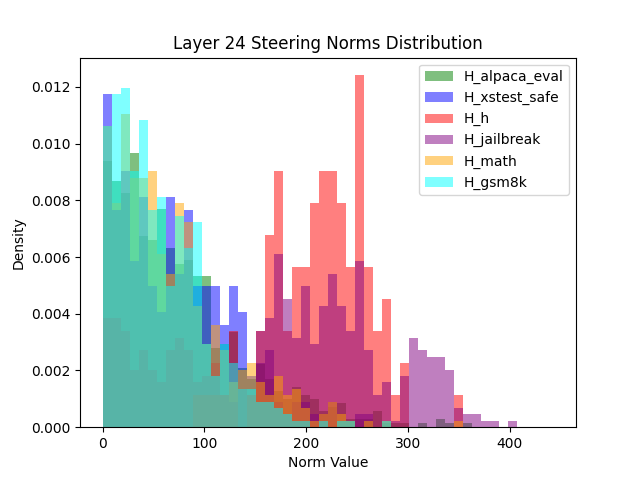 Layer 24 Steering Norms Distribution
H_alpaca_eval
H_xstest_safe
H_h
H_jailbreak
H_math
H_gsm8k
0.012
0.010
0.008
0.006
0.004
0.002
0.000
Density
0
100
200
300
400
Norm Value